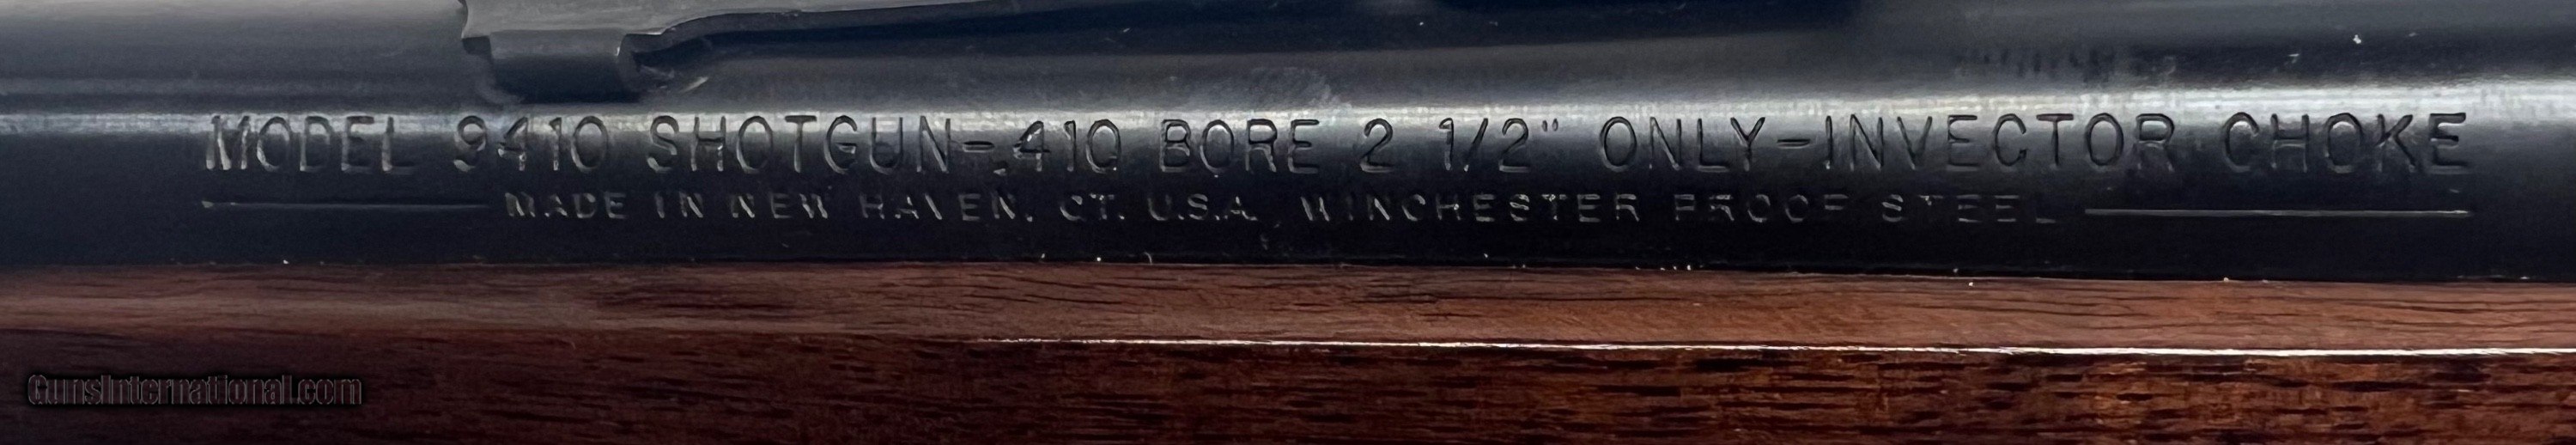 MODEL 9410 SHOTGUN-.410 BORE 2 1/2" ONLY-INVECTOR CHOKE
MADE IN NEW HAVEN, CT. U.S.A. WINCHESTER PROOF STEEL
GunsInternational.com